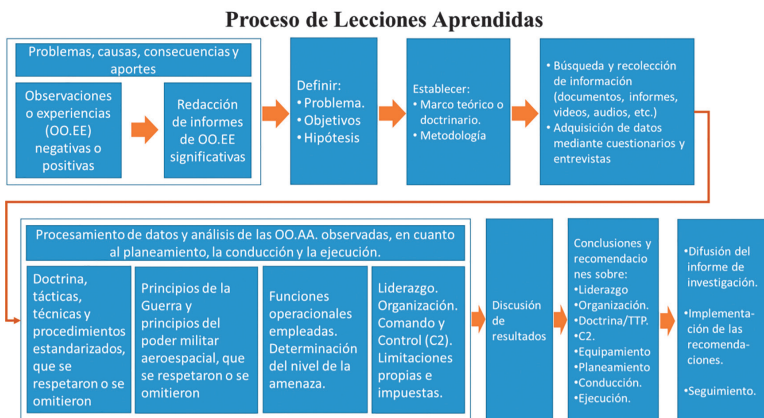 Proceso de Lecciones Aprendidas
Problemas, causas, consecuencias y
aportes
Observaciones
o experiencias
(OO.EE)
negativas o
positivas
Redacción
de informes
de OO.EE
significativas
Definir:
•Problema.
•Objetivos
•Hipótesis
Establecer:
• Marco teórico o
doctrinario.
• Metodología
• Búsqueda y recolección
de información
(documentos, informes,
videos, audios, etc.)
• Adquisición de datos
mediante cuestionarios y
entrevistas
Procesamiento de datos y análisis de las OO.AA. observadas, en cuanto
al planeamiento, la conducción y la ejecución.
Doctrina,
tácticas,
técnicas y
procedimientos
estandarizados,
que se
respetaron o se
omitieron
Principios de la
Guerra y
principios del
poder militar
aeroespacial, que
se respetaron o se
omitieron
Funciones
operacionales
empleadas.
Determinación
del nivel de la
amenaza.
Liderazgo.
Organización.
Comando y
Control (C2).
Limitaciones
propias e
impuestas.
Discusión
de
resultados
Conclusiones y
recomendacio
nes sobre:
•Liderazgo
•Organización.
•Doctrina/TTP.
•C2.
•Equipamiento
•Planeamiento
•Conducción.
•Ejecución.
•Difusión del
informe de
investigación.
•Implementa-
ción de las
recomenda-
ciones.
•Seguimiento.